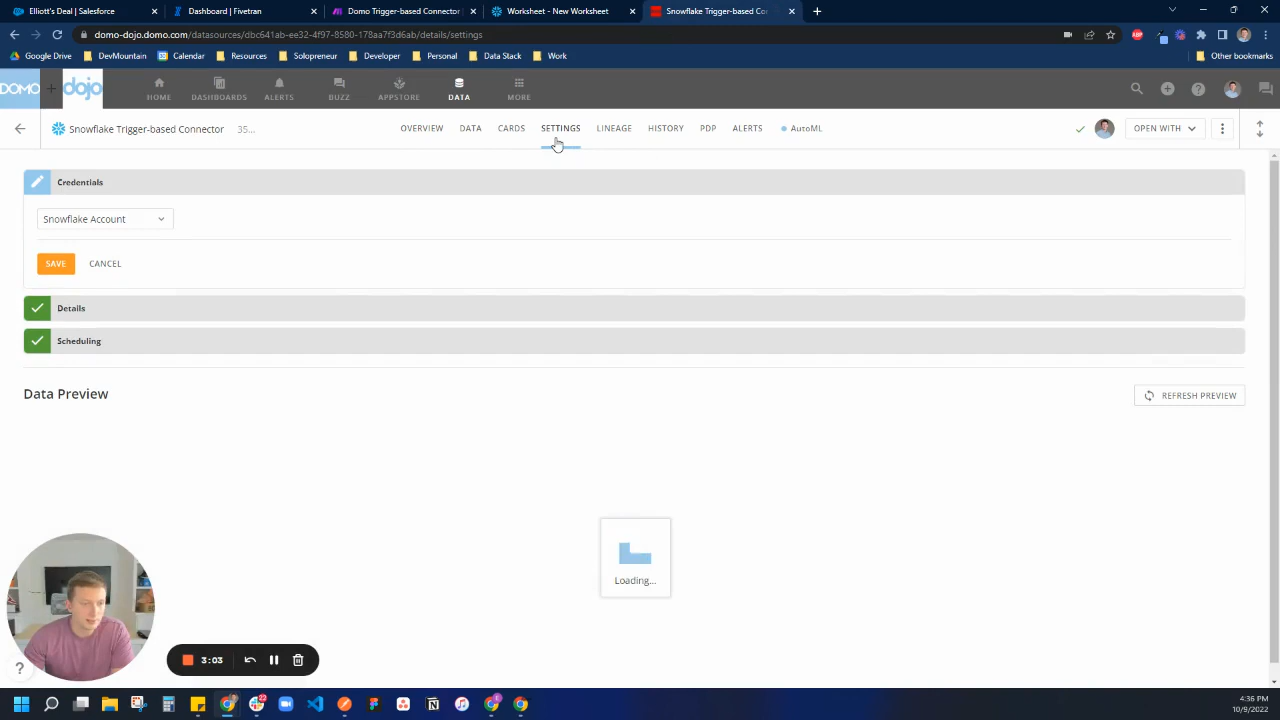 Elliott's Deal | Salesforce
Dashboard | Fivetran
Domo Trigger-based Connector
Worksheet - New Worksheet
Snowflake Trigger-based Co
domo-dojo.domo.com/datasources/dbc641ab-ee32-4f97-8580-178aa7f3d6ab/details/settings
Google Drive
DevMountain
Calendar
Resources
Solopreneur
Developer
Personal
Data Stack
Work
Other bookmarks
DOMO
dojo
HOME
DASHBOARDS
ALERTS
BUZZ
APPSTORE
DATA
MORE
Snowflake Trigger-based Connector
35...
OVERVIEW
DATA
CARDS
SETTINGS
LINEAGE
HISTORY
PDP
ALERTS
AutoML
OPEN WITH
Credentials
Snowflake Account
SAVE
CANCEL
Details
Scheduling
Data Preview
REFRESH PREVIEW
Loading...
3:03
?
4:36 PM
10/9/2022